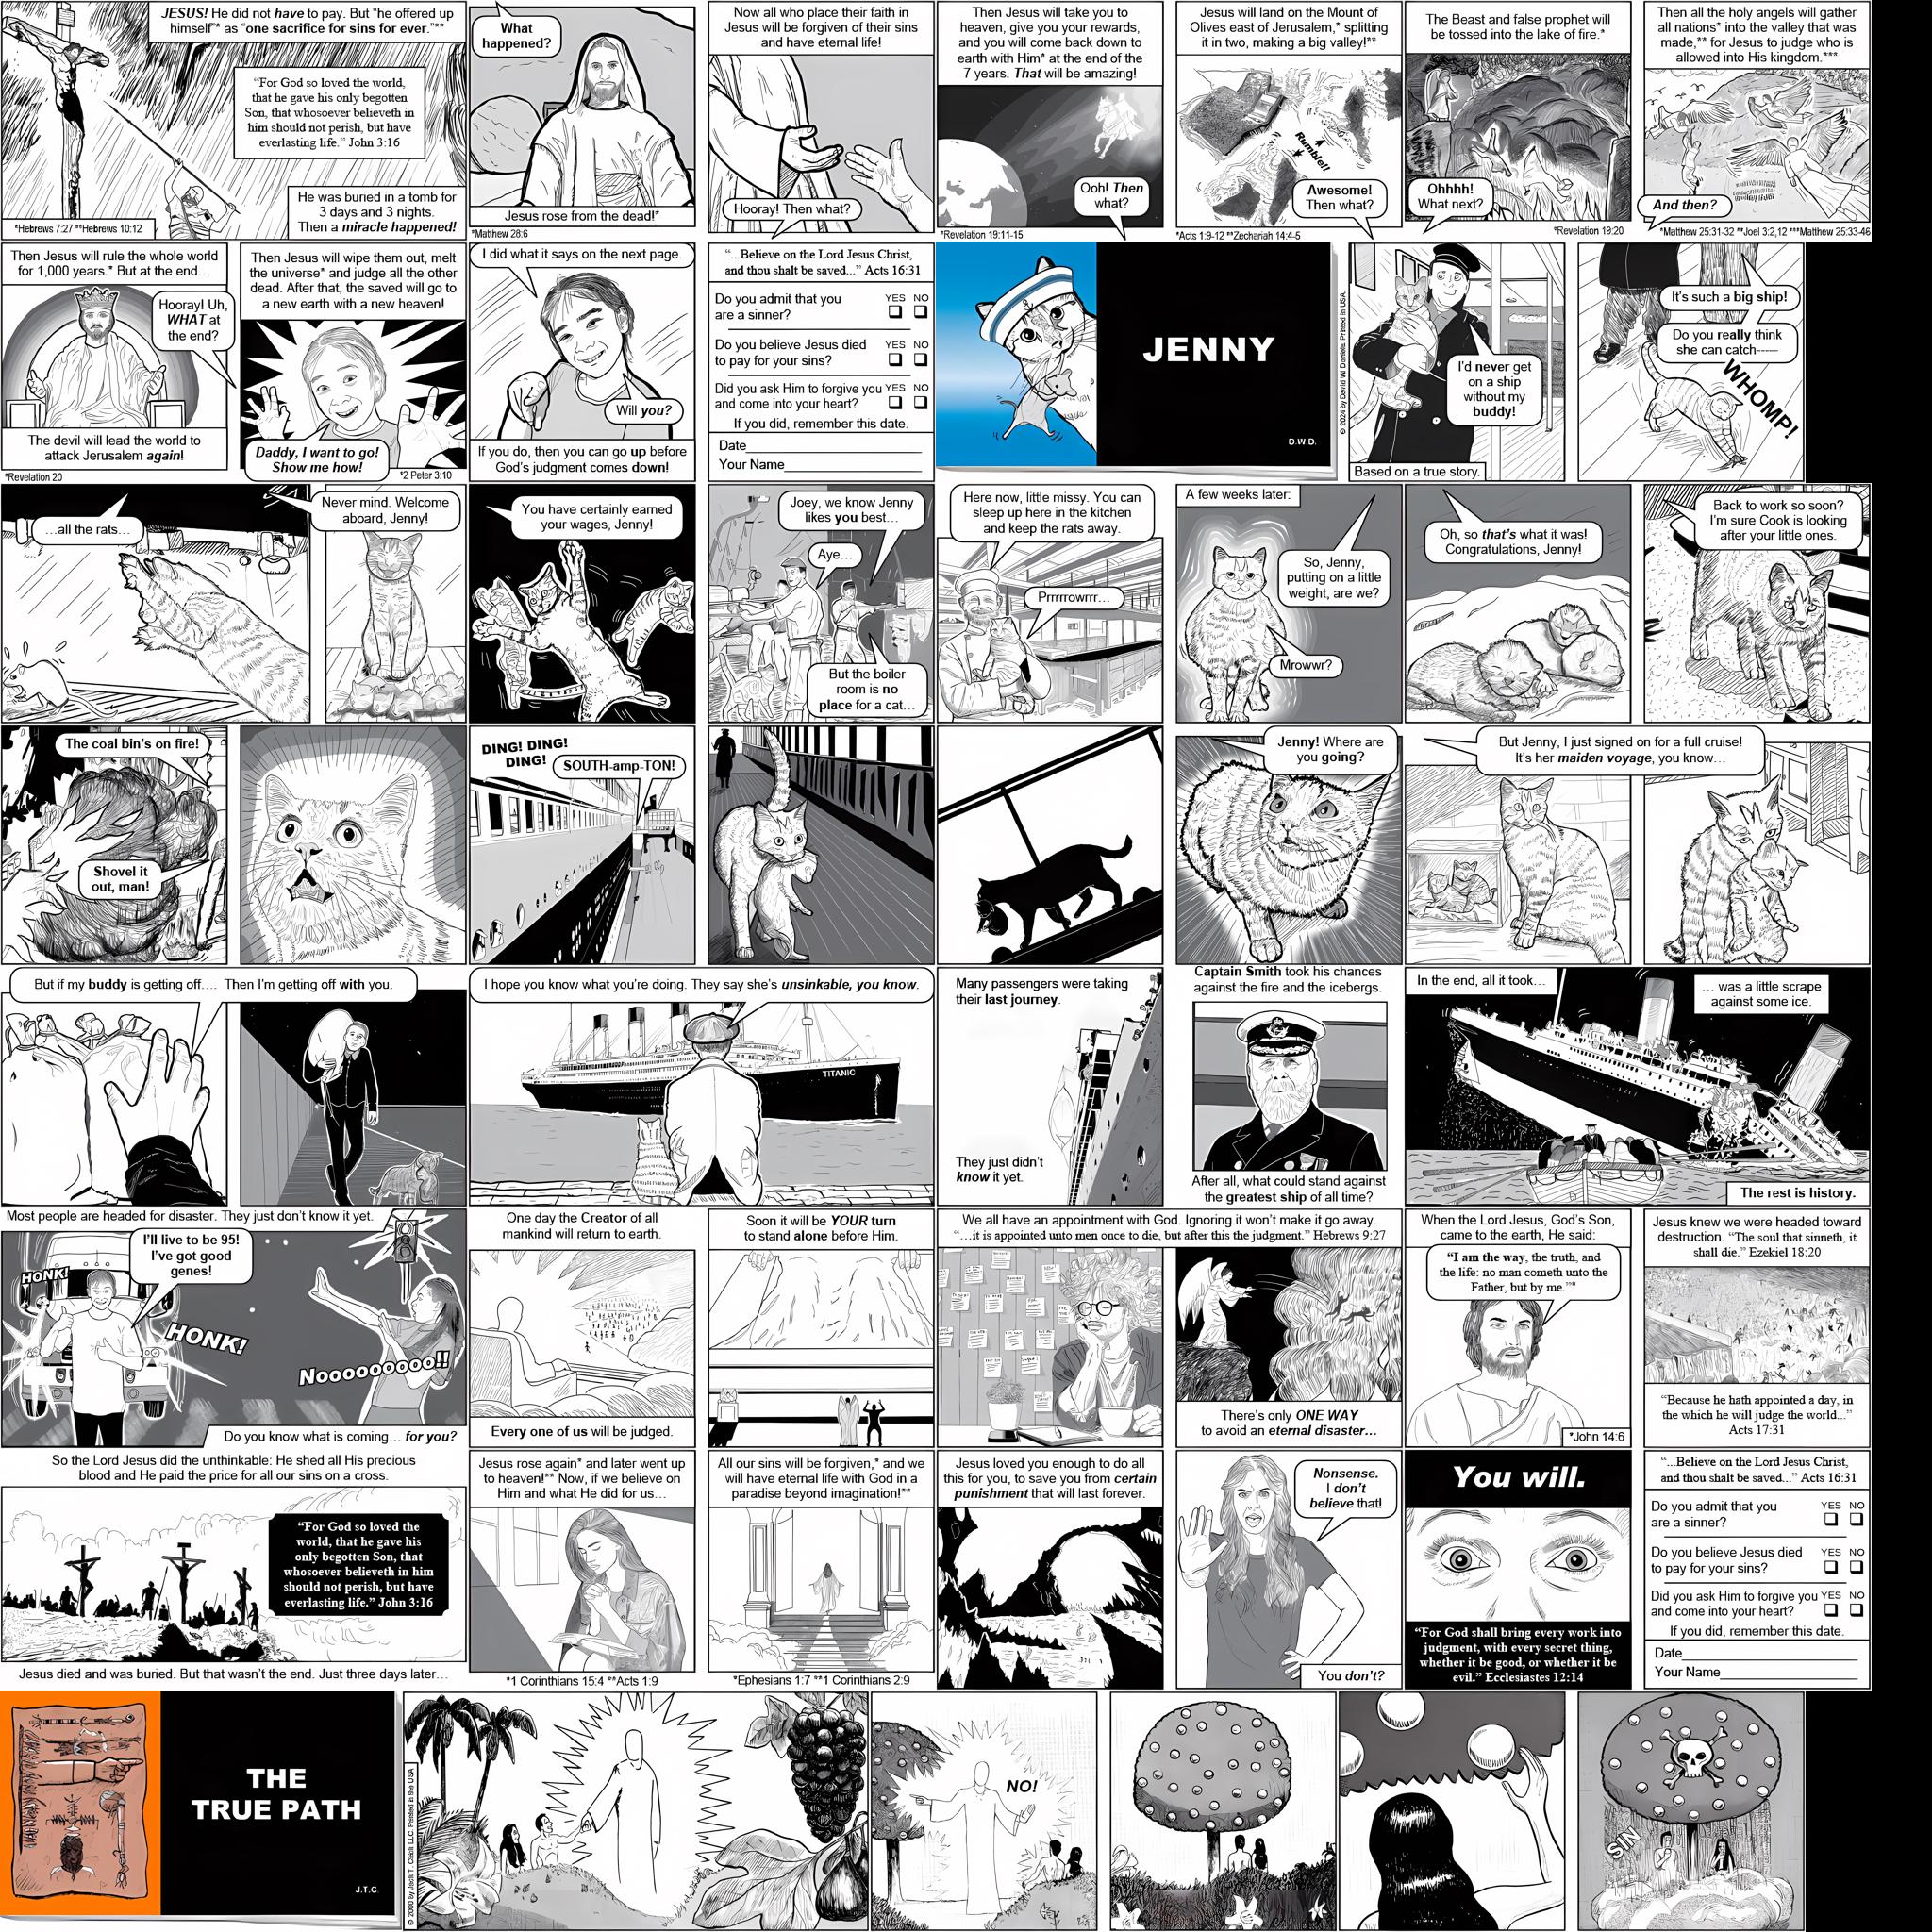 JESUS! He did not have to pay. But "he offered up
himself"* as "one sacrifice for sins for ever."**
"For God so loved the world,
that he gave his only begotten
Son, that whosoever believeth in
him should not perish, but have
everlasting life." John 3:16
He was buried in a tomb for
3 days and 3 nights.
Then a miracle happened!
*Hebrews 7:27 **Hebrews 10:12
What
happened?
Jesus rose from the dead!*
*Matthew 28:6
Now all who place their faith in
Jesus will be forgiven of their sins
and have eternal life!
Hooray! Then what?
Then Jesus will take you to
heaven, give you your rewards,
and you will come back down to
earth with Him* at the end of the
7 years. That will be amazing!
Ooh! Then
what?
*Revelation 19:11-15
Jesus will land on the Mount of
Olives east of Jerusalem,* splitting
it in two, making a big valley!**
Rumble!!
Awesome!
Then what?
*Acts 1:9-12 **Zechariah 14:4-5
The Beast and false prophet will
be tossed into the lake of fire.*
Ohhhh!
What next?
*Revelation 19:20
Then all the holy angels will gather
all nations* into the valley that was
made,** for Jesus to judge who is
allowed into His kingdom.***
And then?
*Matthew 25:31-32 **Joel 3:2,12 ***Matthew 25:33-46
Then Jesus will rule the whole world
for 1,000 years.* But at the end…
Hooray! Uh,
WHAT at
the end?
The devil will lead the world to
attack Jerusalem again!
*Revelation 20
Then Jesus will wipe them out, melt
the universe* and judge all the other
dead. After that, the saved will go to
a new earth with a new heaven!
Daddy, I want to go!
Show me how!
*2 Peter 3:10
I did what it says on the next page.
Will you?
If you do, then you can go up before
God's judgment comes down!
"...Believe on the Lord Jesus Christ,
and thou shalt be saved..." Acts 16:31
Do you admit that you
are a sinner?
YES NO
Do you believe Jesus died
to pay for your sins?
YES NO
Did you ask Him to forgive you
and come into your heart?
YES NO
If you did, remember this date.
Date
Your Name
JENNY
D.W.D.
© 2024 by David W. Daniels. Printed in USA.
I'd never get
on a ship
without my
buddy!
Based on a true story.
It's such a big ship!
Do you really think
she can catch-----
WHOMP!
…all the rats…
Never mind. Welcome
aboard, Jenny!
You have certainly earned
your wages, Jenny!
Joey, we know Jenny
likes you best…
Aye…
But the boiler
room is no
place for a cat…
Here now, little missy. You can
sleep up here in the kitchen
and keep the rats away.
Prrrrrowrrr…
A few weeks later:
So, Jenny,
putting on a little
weight, are we?
Mrowwr?
Oh, so that's what it was!
Congratulations, Jenny!
Back to work so soon?
I'm sure Cook is looking
after your little ones.
The coal bin's on fire!
Shovel it
out, man!
DING! DING!
DING!
SOUTH-amp-TON!
Jenny! Where are
you going?
But Jenny, I just signed on for a full cruise!
It's her maiden voyage, you know…
But if my buddy is getting off….
Then I'm getting off with you.
I hope you know what you're doing. They say she's unsinkable, you know.
TITANIC
Many passengers were taking
their last journey.
They just didn't
know it yet.
Captain Smith took his chances
against the fire and the icebergs.
After all, what could stand against
the greatest ship of all time?
In the end, all it took…
… was a little scrape
against some ice.
The rest is history.
Most people are headed for disaster. They just don't know it yet.
I'll live to be 95!
I've got good
genes!
HONK!
HONK!
Nooooooooo!!
Do you know what is coming… for you?
One day the Creator of all
mankind will return to earth.
Every one of us will be judged.
Soon it will be YOUR turn
to stand alone before Him.
We all have an appointment with God. Ignoring it won't make it go away.
"…it is appointed unto men once to die, but after this the judgment." Hebrews 9:27
There's only ONE WAY
to avoid an eternal disaster…
When the Lord Jesus, God's Son,
came to the earth, He said:
"I am the way, the truth, and
the life: no man cometh unto the
Father, but by me."*
*John 14:6
Jesus knew we were headed toward
destruction. "The soul that sinneth, it
shall die." Ezekiel 18:20
"Because he hath appointed a day, in
the which he will judge the world..."
Acts 17:31
So the Lord Jesus did the unthinkable: He shed all His precious
blood and He paid the price for all our sins on a cross.
"For God so loved the
world, that he gave his
only begotten Son, that
whosoever believeth in him
should not perish, but have
everlasting life." John 3:16
Jesus died and was buried. But that wasn't the end. Just three days later…
Jesus rose again* and later went up
to heaven!** Now, if we believe on
Him and what He did for us…
*1 Corinthians 15:4 **Acts 1:9
All our sins will be forgiven,* and we
will have eternal life with God in a
paradise beyond imagination!**
*Ephesians 1:7 **1 Corinthians 2:9
Jesus loved you enough to do all
this for you, to save you from certain
punishment that will last forever.
Nonsense.
I don't
believe that!
You don't?
You will.
"For God shall bring every work into
judgment, with every secret thing,
whether it be good, or whether it be
evil." Ecclesiastes 12:14
"...Believe on the Lord Jesus Christ,
and thou shalt be saved..." Acts 16:31
Do you admit that you
are a sinner?
YES NO
Do you believe Jesus died
to pay for your sins?
YES NO
Did you ask Him to forgive you
and come into your heart?
YES NO
If you did, remember this date.
Date
Your Name
THE
TRUE PATH
J.T.C.
© 2000 by Jack T. Chick LLC. Printed in the USA
NO!
SIN